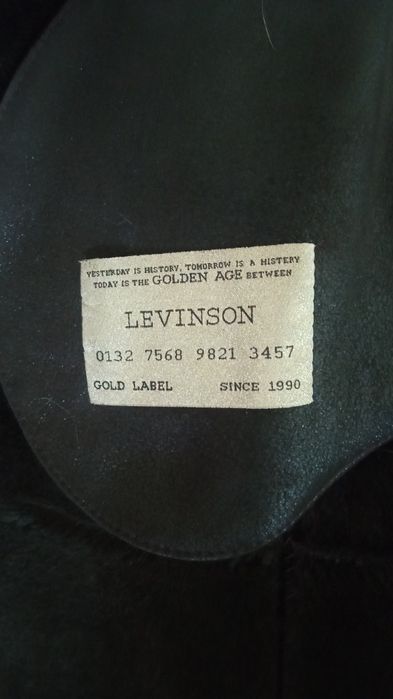 YESTERDAY IS HISTORY, TOMORROW IS A HISTERY
TODAY IS THE GOLDEN AGE BETWEEN
LEVINSON
0132 7568 9821 3457
GOLD LABEL SINCE 1990